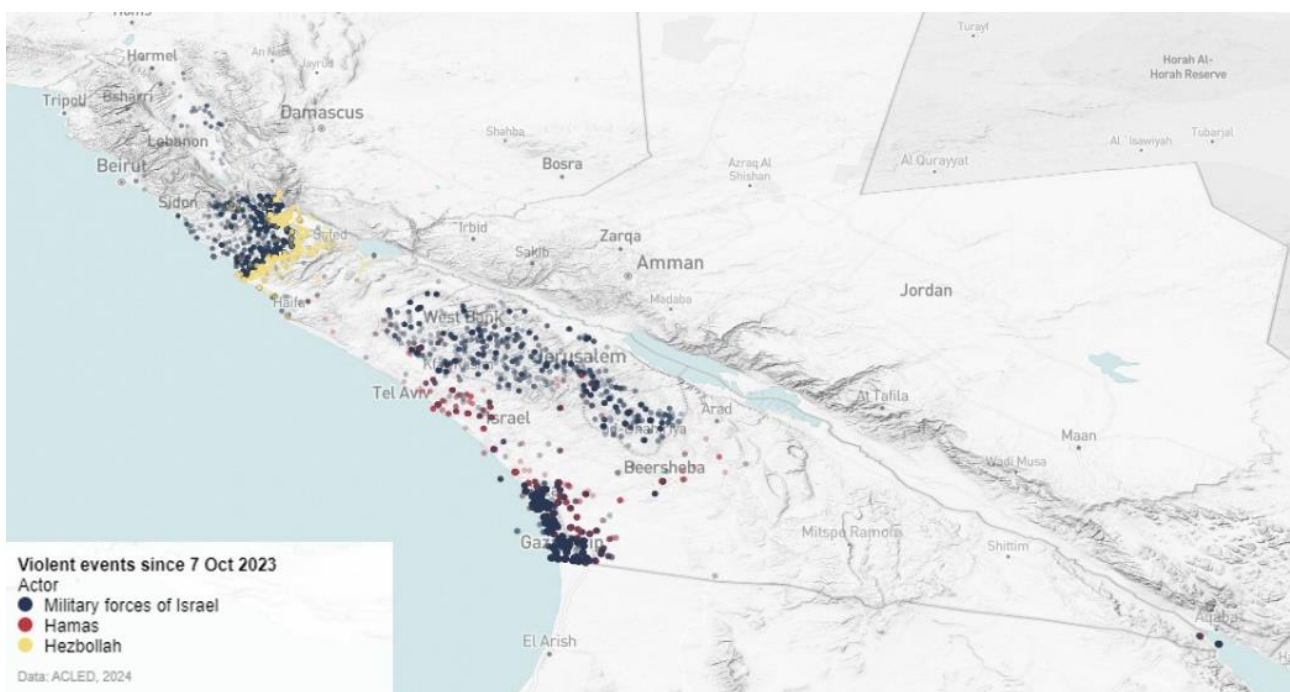 Turayf
Horah Al-
Horah Reserve
Hermel
Jayrud
Tripoli
Bsharri
Damascus
Lebanon
Shahba
Al `Isawiyah
Tubarjal
Beirut
Bosra
Azraq Al
Shishan
Al Qurayyat
Sidon
Safed
Irbid
Zarqa
Sakib
Amman
Madaba
Jordan
Haifa
West Bank
Jerusalem
Tel Aviv
Israel
Arad
At Tafila
Maan
Beersheba
Wadi Musa
Mitspe Ramon
Shittim
El Arish
Aqaba
Violent events since 7 Oct 2023
Actor
Military forces of Israel
Hamas
Hezbollah
Data: ACLED, 2024